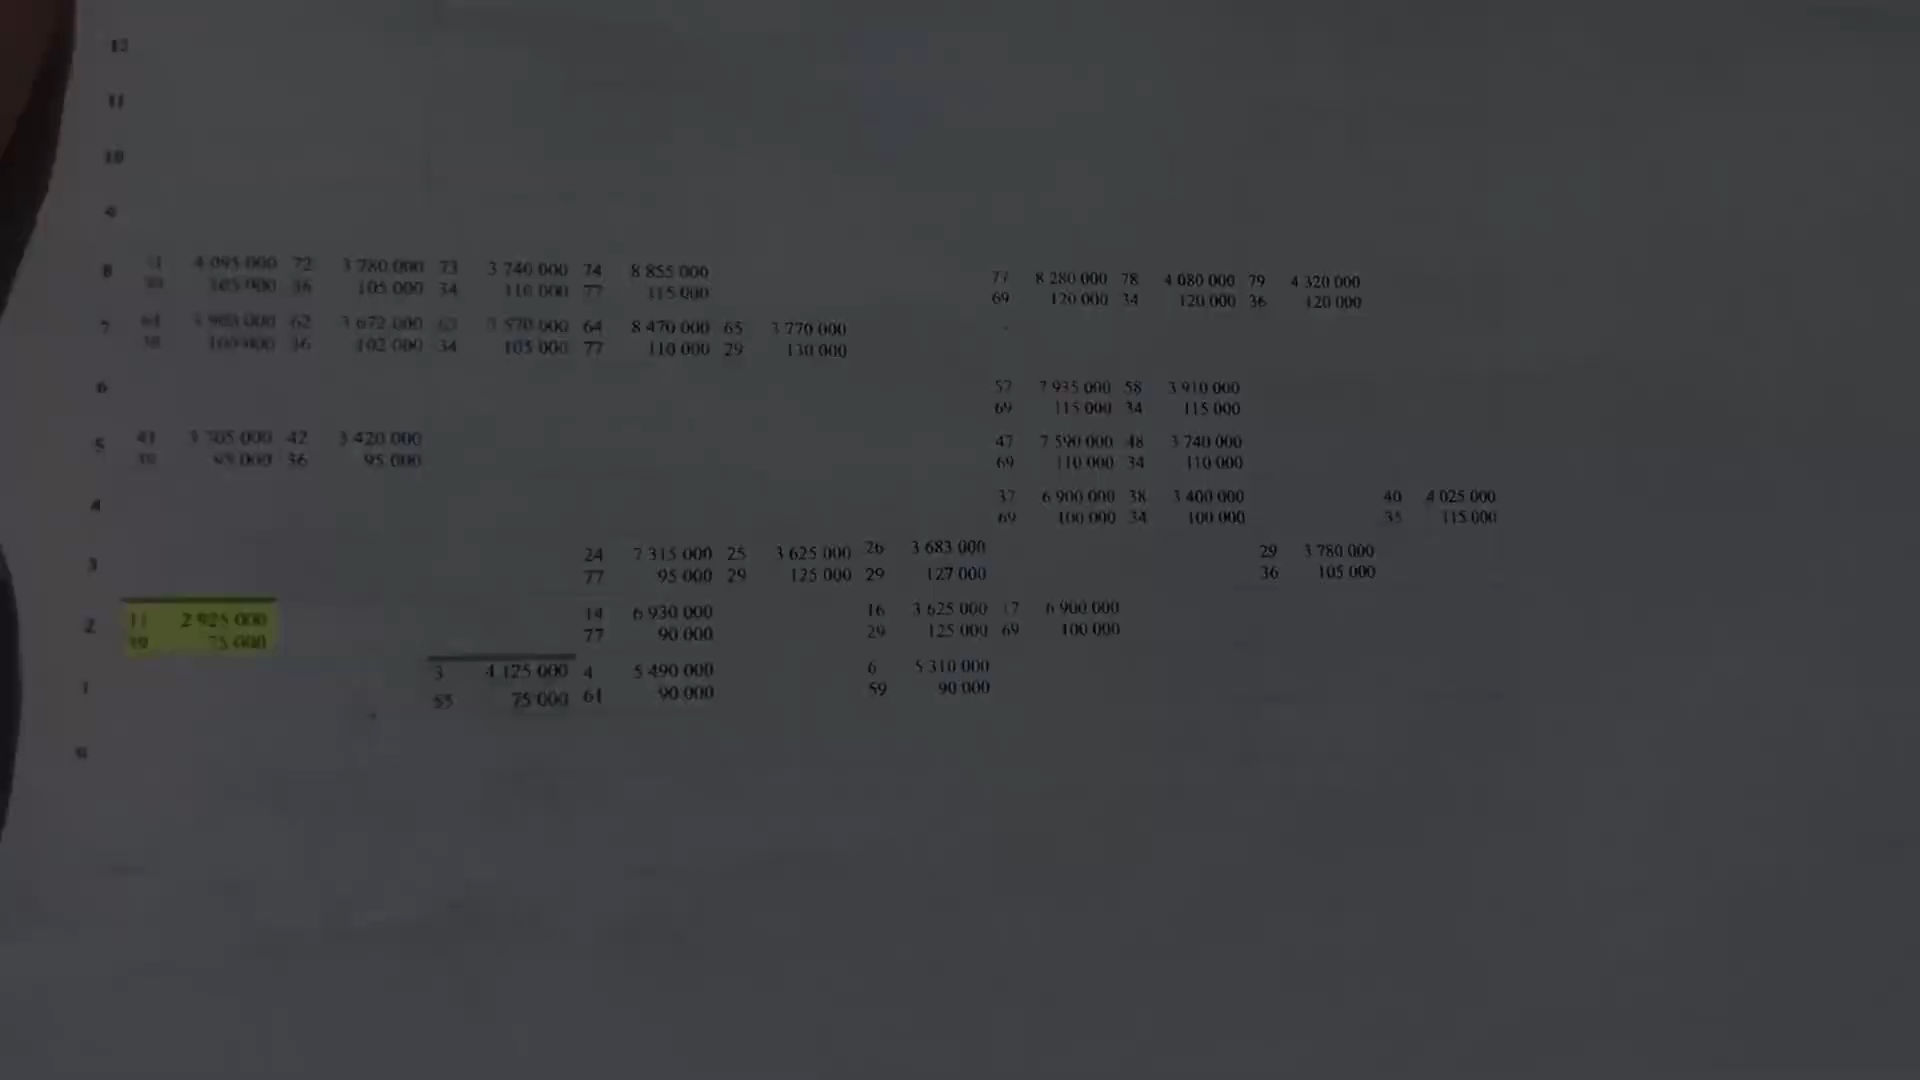 12
11
10
9
8 4 095 000 72 3 780 000 73 3 740 000 74 8 855 000 77 8 280 000 78 4 080 000 79 4 320 000
105 000 36 105 000 34 110 000 77 115 000 69 120 000 34 120 000 36 120 000
7 62 3 672 000 3 570 000 64 8 470 000 65 3 770 000
36 102 000 34 105 000 77 110 000 29 130 000
6 57 7 935 000 58 3 910 000
69 115 000 34 115 000
5 42 3 420 000 47 7 590 000 48 3 740 000
36 95 000 69 110 000 34 110 000
4 37 6 900 000 38 3 400 000 40 4 025 000
69 100 000 34 100 000 35 115 000
3 24 7 315 000 25 3 625 000 26 3 683 000 29 3 780 000
77 95 000 29 125 000 29 127 000 36 105 000
2 11 2 925 000 14 6 930 000 16 3 625 000 17 6 900 000
75 000 77 90 000 29 125 000 69 100 000
1 3 4 125 000 4 5 490 000 6 5 310 000
55 75 000 61 90 000 59 90 000